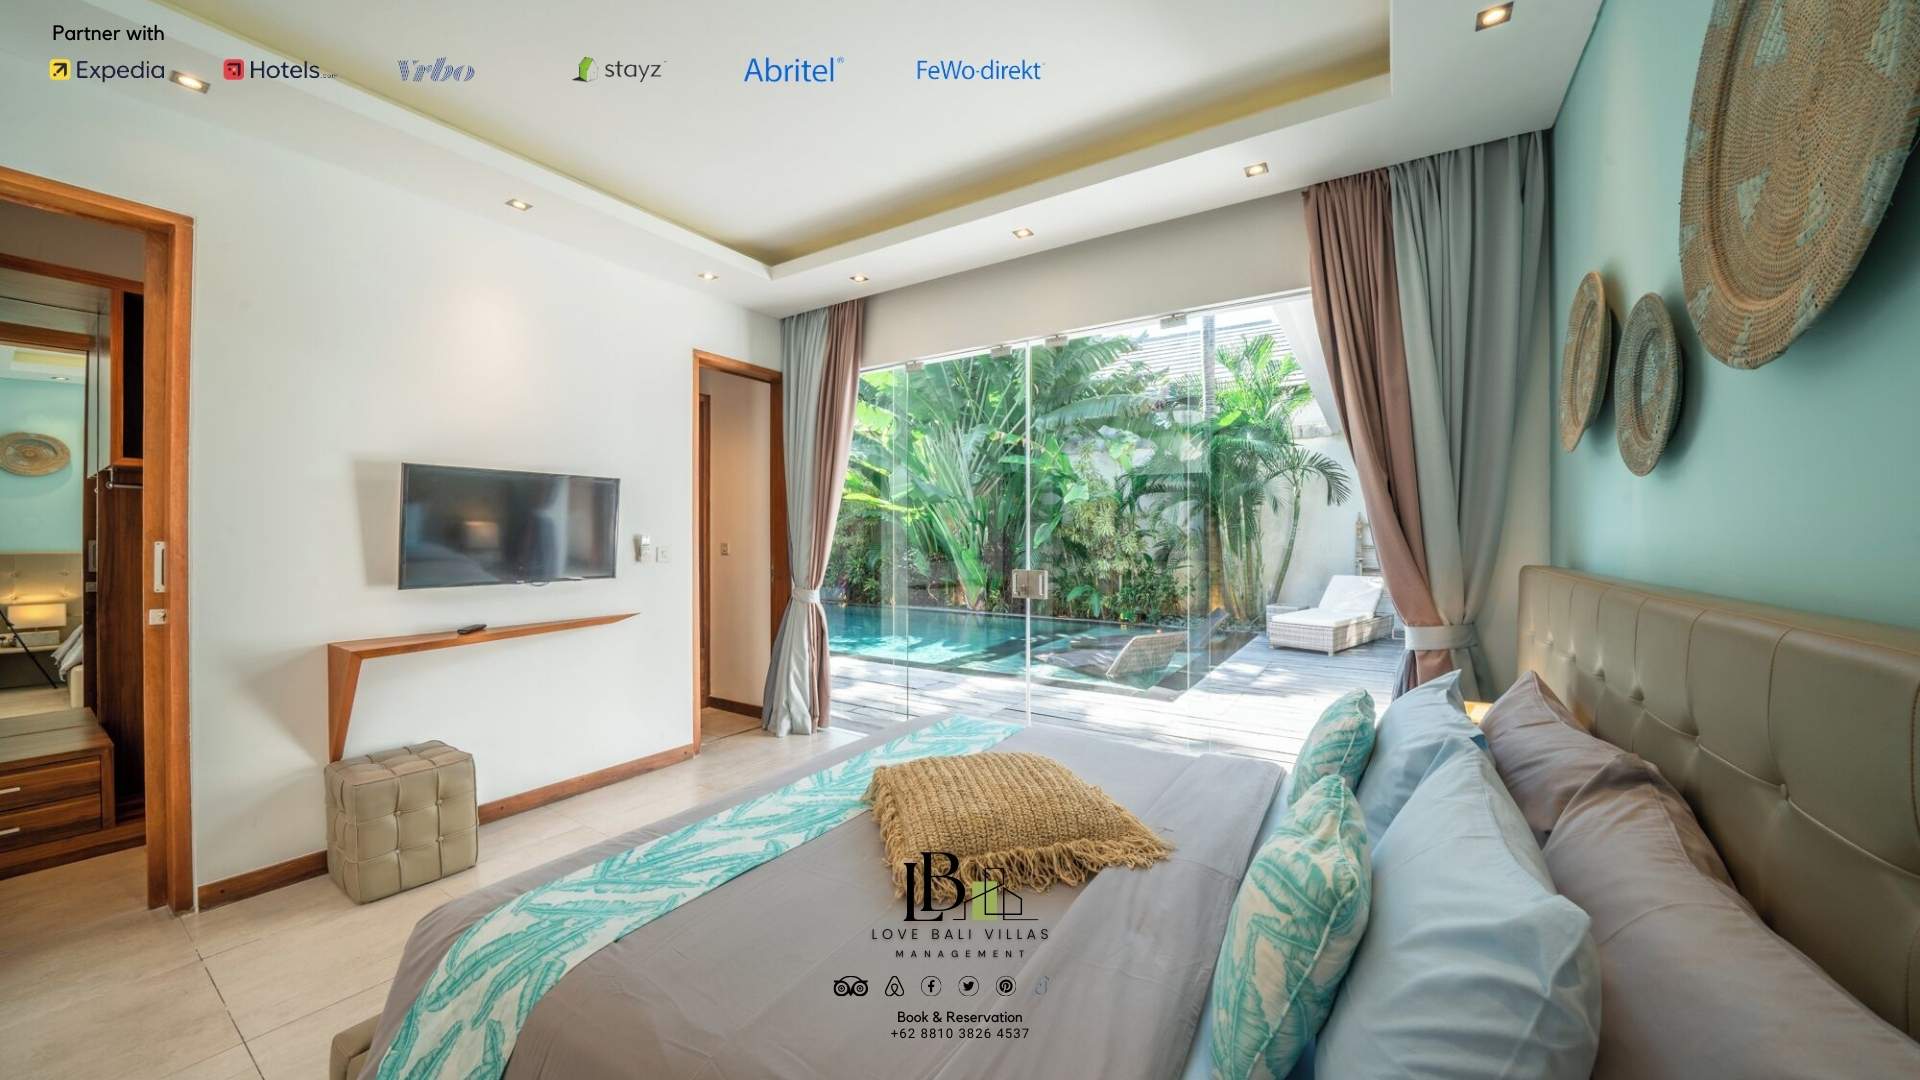 Partner with
Expedia
Hotels.com
Vrbo
stayz
Abritel®
FeWo-direkt
LB
LOVE BALI VILLAS
MANAGEMENT
Book & Reservation
+62 8810 3826 4537